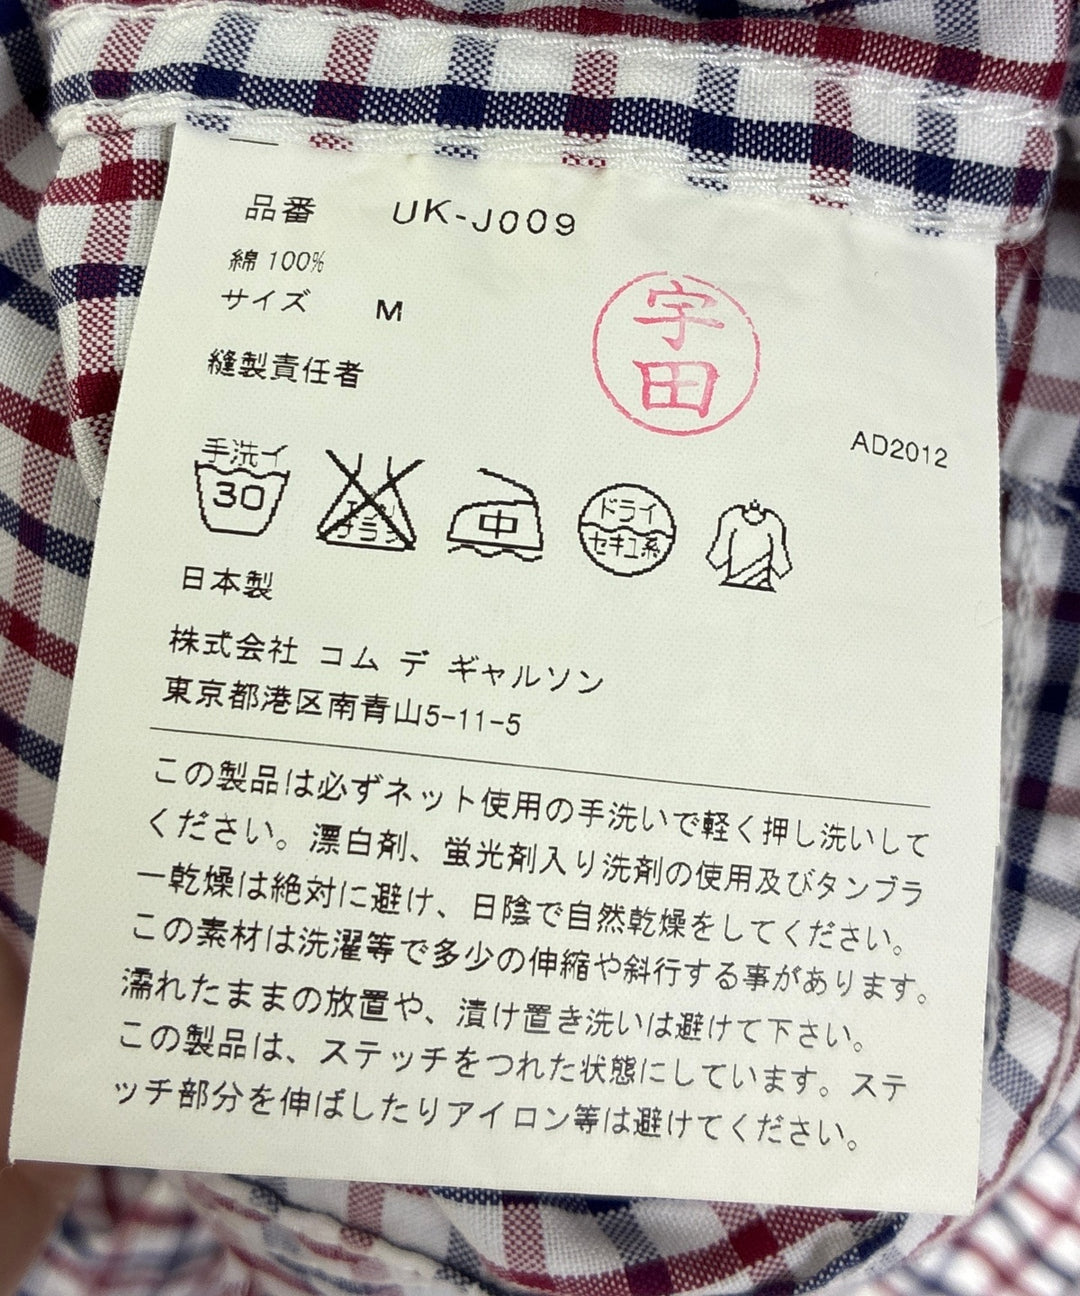 品番 UK-J009
綿 100%
サイズ M
縫製責任者
宇田
AD2012
手洗イ
30
エンソ
サラシ
中
ドライ
セキユ系
日本製
株式会社 コム デ ギャルソン
東京都港区南青山5-11-5
この製品は必ずネット使用の手洗いで軽く押し洗いして
ください。漂白剤、蛍光剤入り洗剤の使用及びタンブラ
ー乾燥は絶対に避け、日陰で自然乾燥をしてください。
この素材は洗濯等で多少の伸縮や斜行する事があります。
濡れたままの放置や、漬け置き洗いは避けて下さい。
この製品は、ステッチをつれた状態にしています。ステ
ッチ部分を伸ばしたりアイロン等は避けてください。